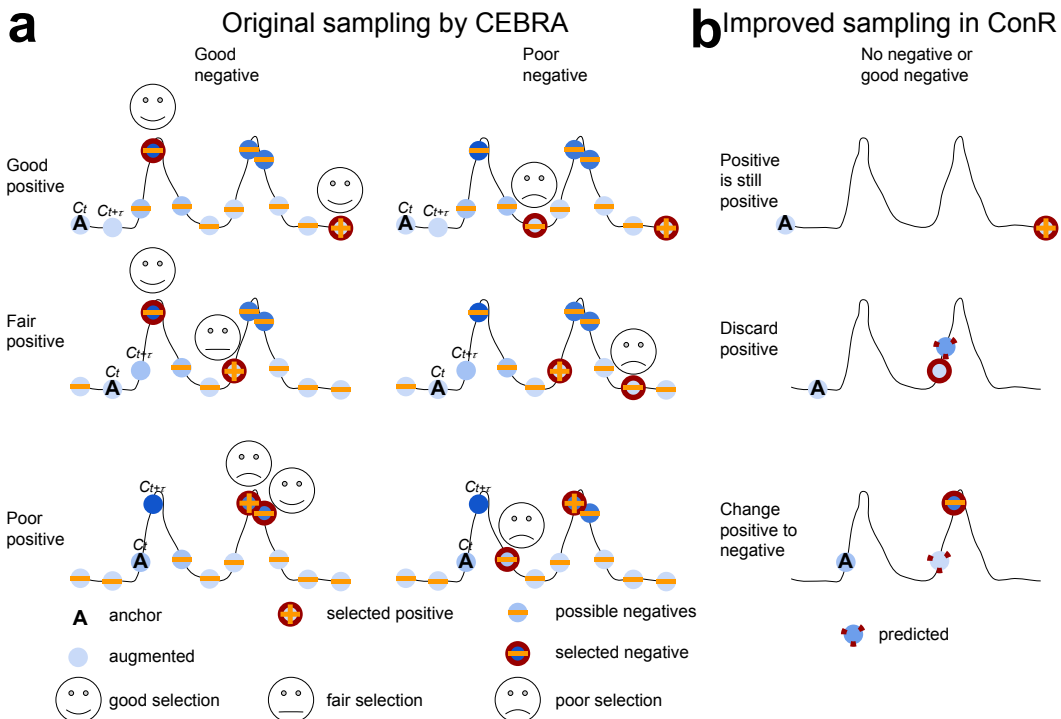 a
Original sampling by CEBRA
b
Improved sampling in ConR
Good
negative
Poor
negative
No negative or
good negative
Good
positive
Ct
Ct+τ
A
Ct
Ct+τ
A
Positive
is still
positive
A
Fair
positive
Ct+τ
Ct
A
Ct+τ
Ct
A
Discard
positive
A
Poor
positive
Ct+τ
Ct
A
Ct+τ
Ct
A
Change
positive to
negative
A
A anchor
selected positive
possible negatives
predicted
augmented
selected negative
good selection
fair selection
poor selection